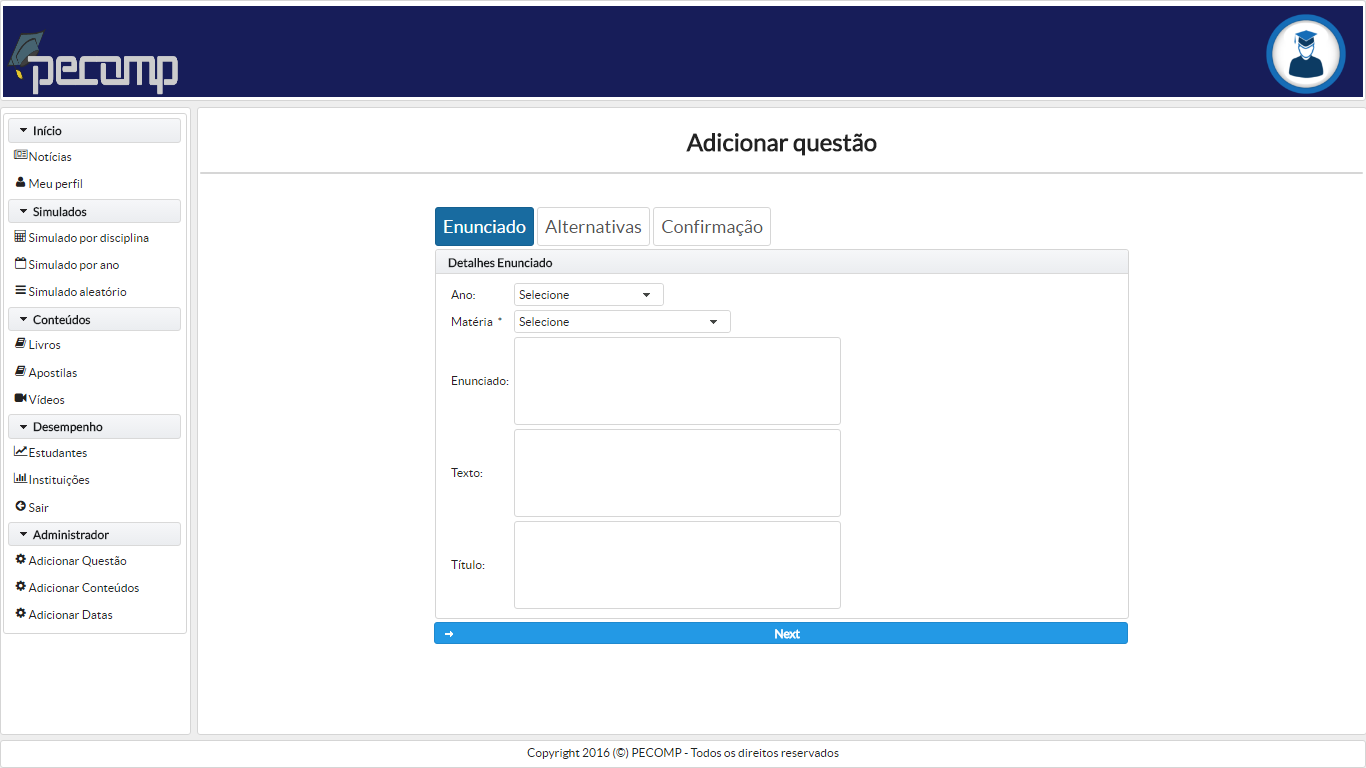 pecomp
Início
Notícias
Meu perfil
Simulados
Simulado por disciplina
Simulado por ano
Simulado aleatório
Conteúdos
Livros
Apostilas
Vídeos
Desempenho
Estudantes
Instituições
Sair
Administrador
Adicionar Questão
Adicionar Conteúdos
Adicionar Datas
Adicionar questão
Enunciado Alternativas Confirmação
Detalhes Enunciado
Ano: Selecione
Matéria * Selecione
Enunciado:
Texto:
Título:
Next
Copyright 2016 (©) PECOMP - Todos os direitos reservados